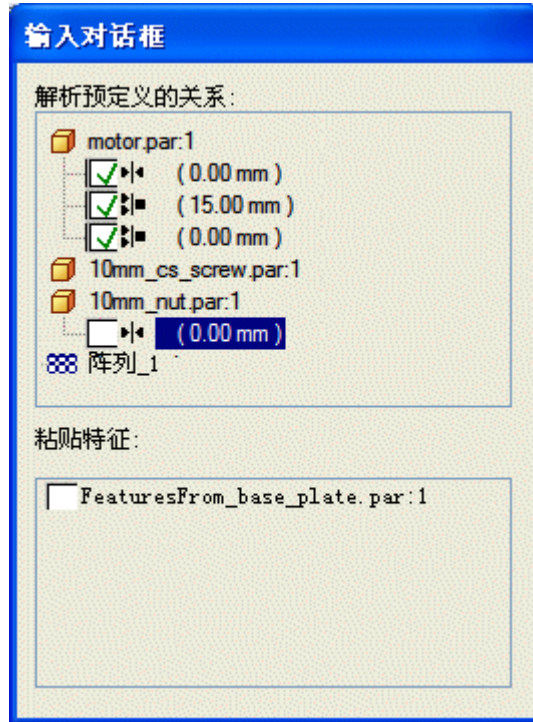 输入对话框
解析预定义的关系:
motor.par:1
( 0.00 mm )
( 15.00 mm )
( 0.00 mm )
10mm_cs_screw.par:1
10mm_nut.par:1
( 0.00 mm )
阵列_1
粘贴特征:
FeaturesFrom_base_plate.par:1